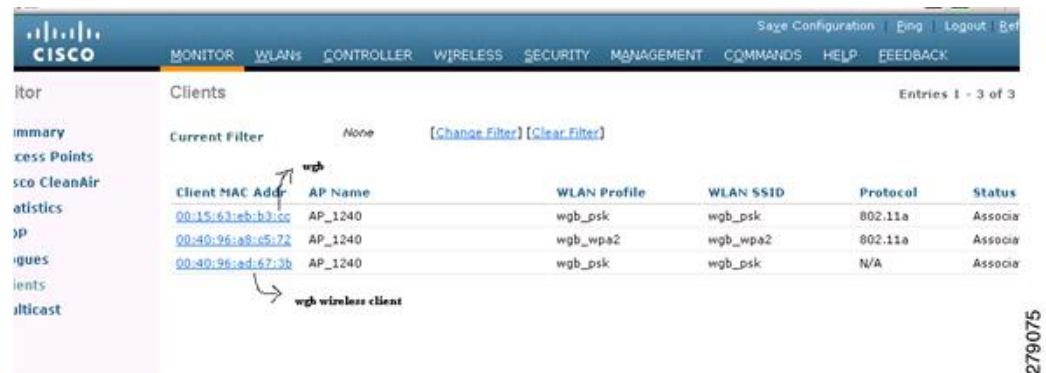 Save Configuration | Ping | Logout | Ref
CISCO
MONITOR WLANs CONTROLLER WIRELESS SECURITY MANAGEMENT COMMANDS HELP FEEDBACK
itor
Clients
Entries 1 - 3 of 3
mmary
Current Filter None [Change Filter] [Clear Filter]
cess Points
wgb
sco CleanAir
Client MAC Addr AP Name WLAN Profile WLAN SSID Protocol Status
atistics
00:15:63:eb:b3:cc AP_1240 wgb_psk wgb_psk 802.11a Associa
DP
00:40:96:a8:c5:72 AP_1240 wgb_wpa2 wgb_wpa2 802.11a Associa
gues
00:40:96:ad:67:3b AP_1240 wgb_psk wgb_psk N/A Associa
ients
wgb wireless client
ulticast
279075